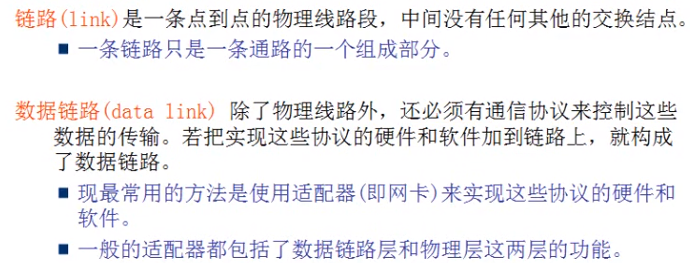 链路(link)是一条点到点的物理线路段，中间没有任何其他的交换结点。
■ 一条链路只是一条通路的一个组成部分。
数据链路(data link) 除了物理线路外，还必须有通信协议来控制这些
数据的传输。若把实现这些协议的硬件和软件加到链路上，就构成
了数据链路。
■ 现最常用的方法是使用适配器(即网卡)来实现这些协议的硬件和
软件。
■ 一般的适配器都包括了数据链路层和物理层这两层的功能。